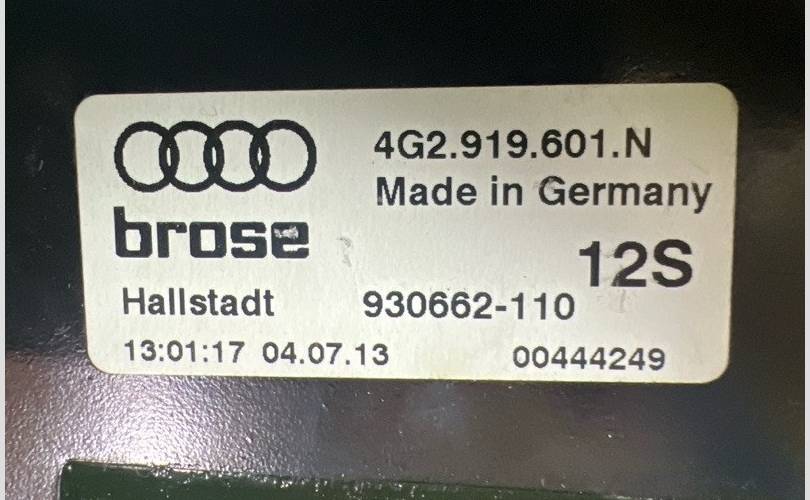 4G2.919.601.N
Made in Germany
brose
12S
Hallstadt 930662-110
13:01:17 04.07.13 00444249